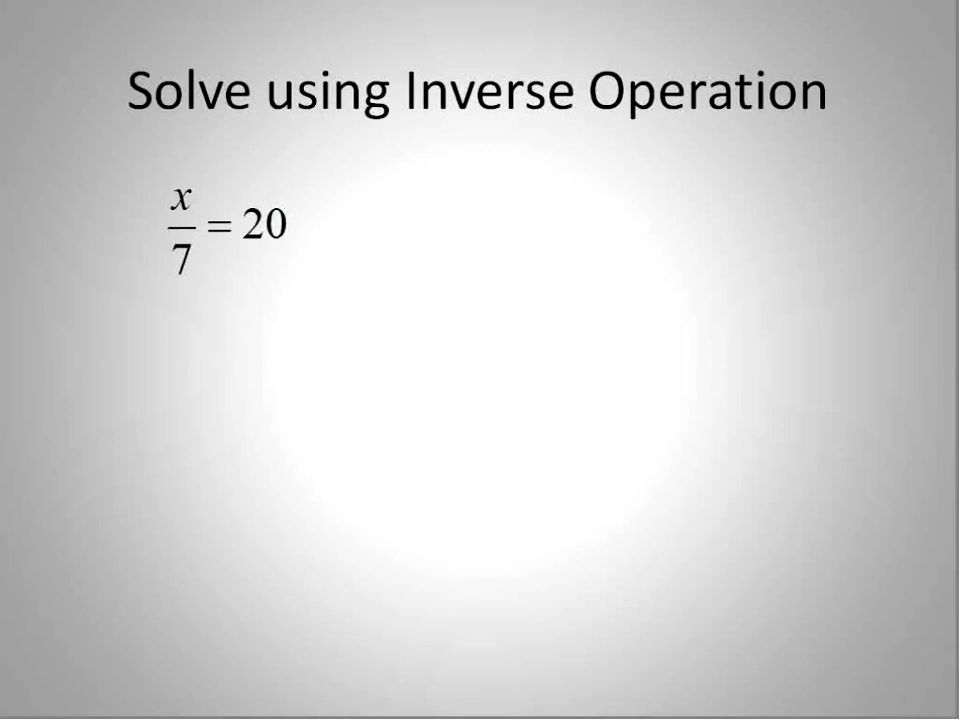 Solve using Inverse Operation
x/7 = 20